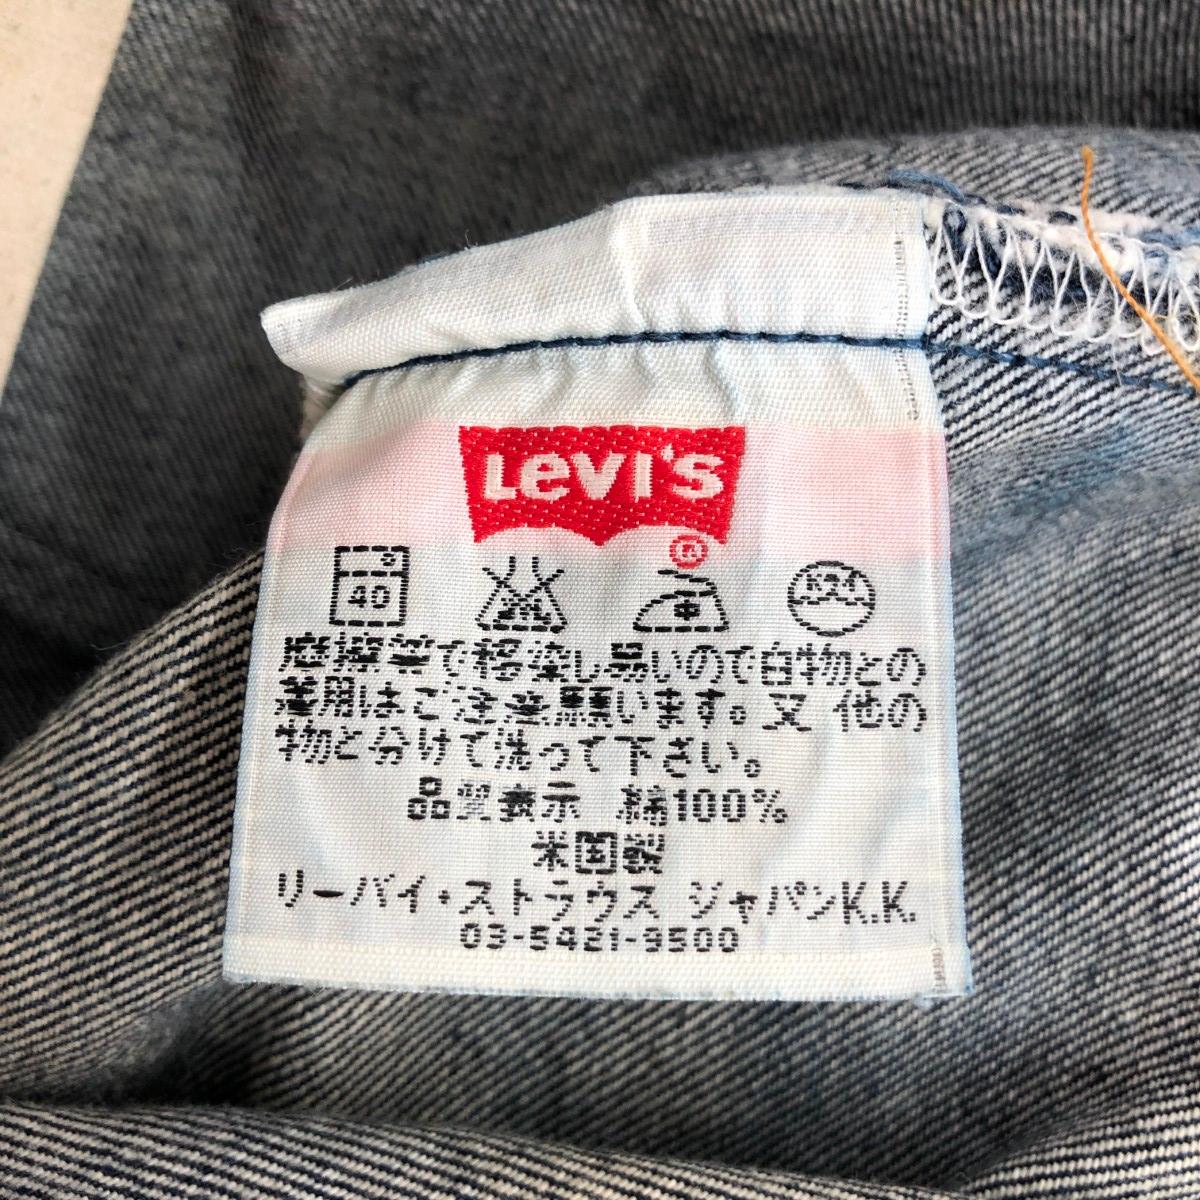 Levi's
®
40
中
摩擦等で移染し易いので白物との
着用はご注意願います。又 他の
物と分けて洗って下さい。
品質表示 綿100%
米国製
リーバイ・ストラウス ジャパンK.K.
03-5421-9500